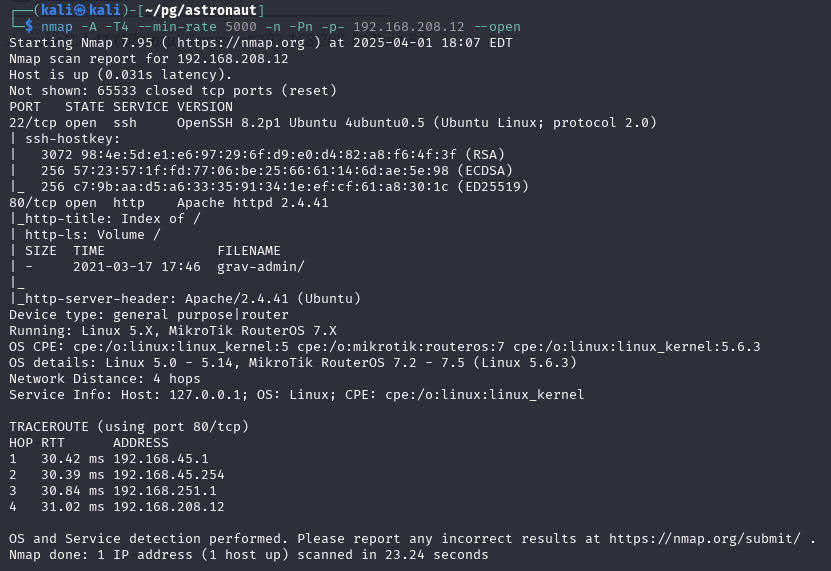 ┌──(kali㉿kali)-[~/pg/astronaut]
└─$ nmap -A -T4 --min-rate 5000 -n -Pn -p- 192.168.208.12 --open
Starting Nmap 7.95 ( https://nmap.org ) at 2025-04-01 18:07 EDT
Nmap scan report for 192.168.208.12
Host is up (0.031s latency).
Not shown: 65533 closed tcp ports (reset)
PORT   STATE SERVICE VERSION
22/tcp open  ssh     OpenSSH 8.2p1 Ubuntu 4ubuntu0.5 (Ubuntu Linux; protocol 2.0)
| ssh-hostkey:
|   3072 98:4e:5d:e1:e6:97:29:6f:d9:e0:d4:82:a8:f6:4f:3f (RSA)
|   256 57:23:57:1f:fd:77:06:be:25:66:61:14:6d:ae:5e:98 (ECDSA)
|_  256 c7:9b:aa:d5:a6:33:35:91:34:1e:ef:cf:61:a8:30:1c (ED25519)
80/tcp open  http    Apache httpd 2.4.41
|_http-title: Index of /
| http-ls: Volume /
| SIZE  TIME              FILENAME
| -     2021-03-17 17:46  grav-admin/
|_
|_http-server-header: Apache/2.4.41 (Ubuntu)
Device type: general purpose|router
Running: Linux 5.X, MikroTik RouterOS 7.X
OS CPE: cpe:/o:linux:linux_kernel:5 cpe:/o:mikrotik:routeros:7 cpe:/o:linux:linux_kernel:5.6.3
OS details: Linux 5.0 - 5.14, MikroTik RouterOS 7.2 - 7.5 (Linux 5.6.3)
Network Distance: 4 hops
Service Info: Host: 127.0.0.1; OS: Linux; CPE: cpe:/o:linux:linux_kernel

TRACEROUTE (using port 80/tcp)
HOP RTT      ADDRESS
1   30.42 ms 192.168.45.1
2   30.39 ms 192.168.45.254
3   30.84 ms 192.168.251.1
4   31.02 ms 192.168.208.12

OS and Service detection performed. Please report any incorrect results at https://nmap.org/submit/ .
Nmap done: 1 IP address (1 host up) scanned in 23.24 seconds